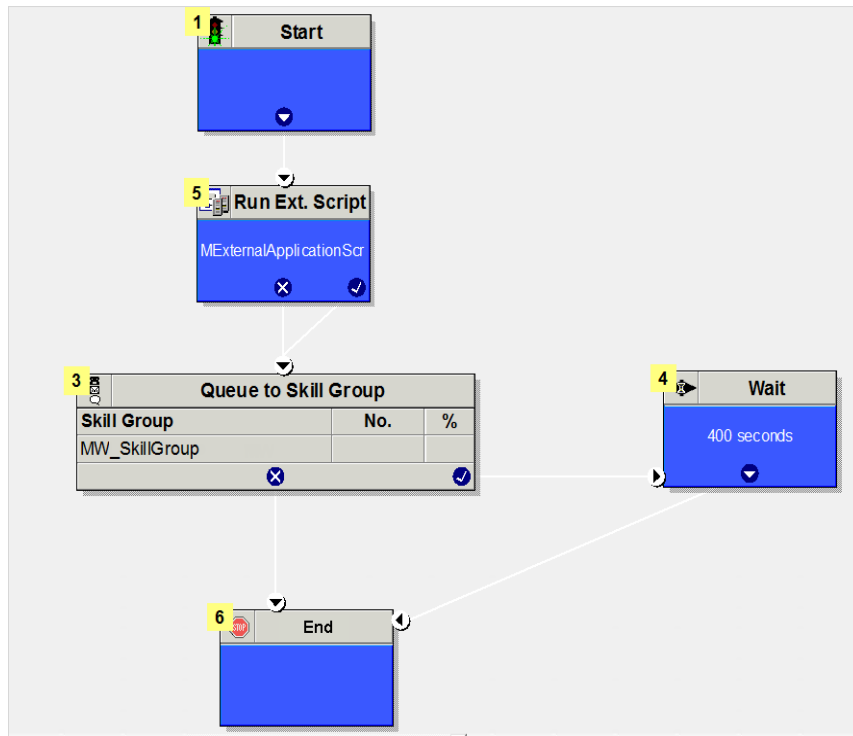 1
Start
5
Run Ext. Script
MExternalApplicationScr
3
Queue to Skill Group
Skill Group No. %
MW_SkillGroup
4
Wait
400 seconds
6
STOP
End